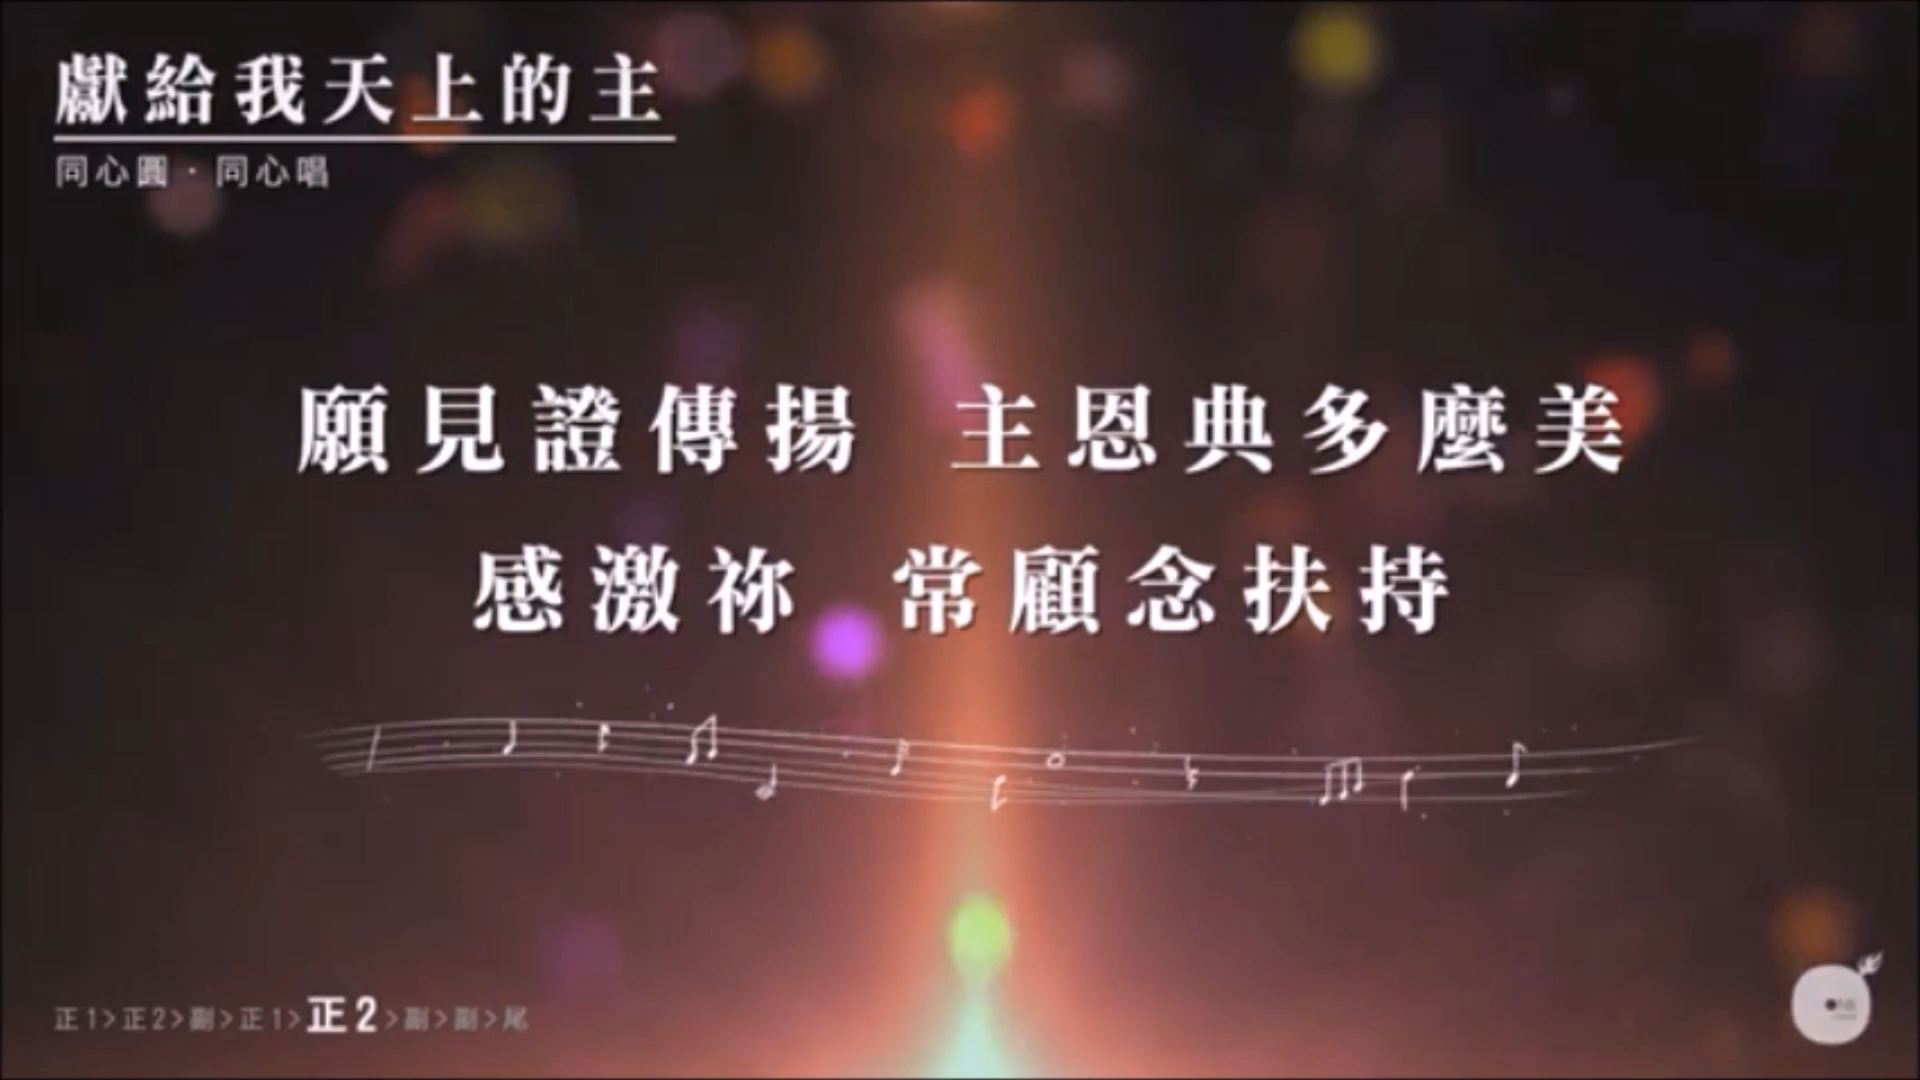 獻給我天上的主
同心圓·同心唱
願見證傳揚 主恩典多麼美
感激祢 常顧念扶持
正1>正2>副>正1>正2>副>副>尾